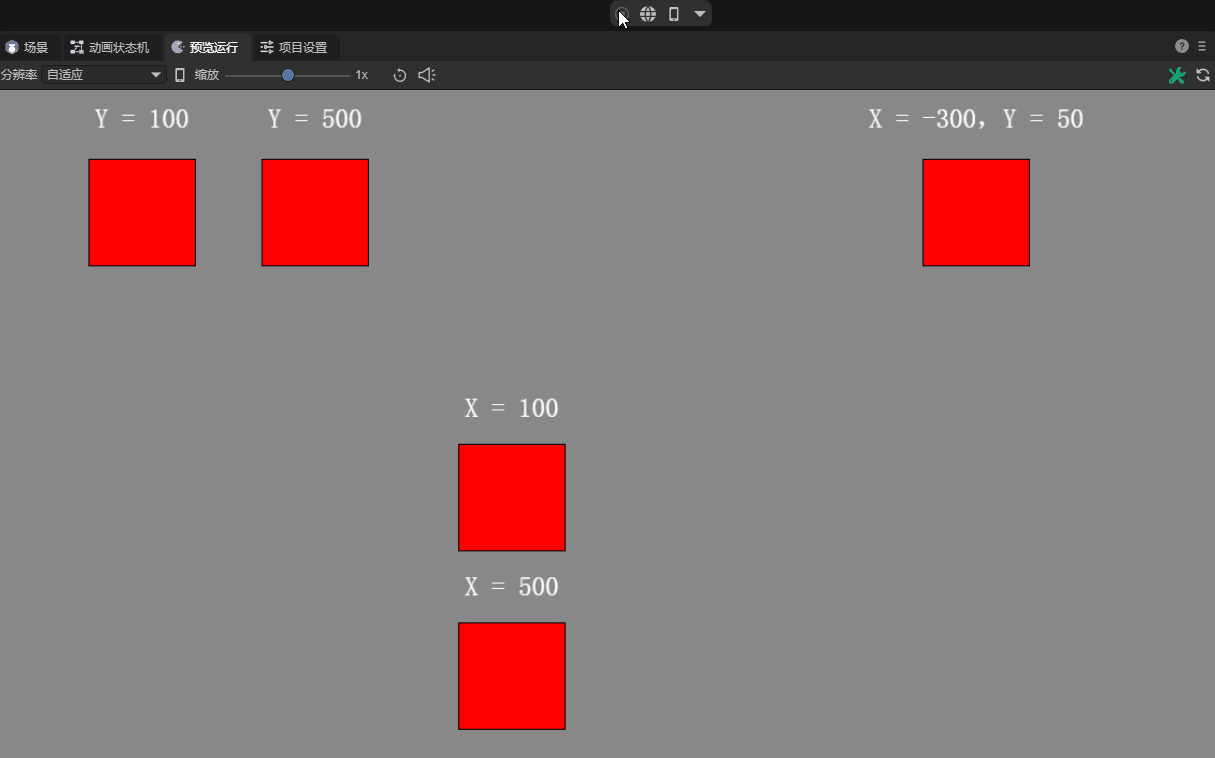 场景 动画状态机 预览运行 项目设置
分辨率 自适应 缩放 1x
Y = 100 Y = 500 X = -300, Y = 50
X = 100
X = 500